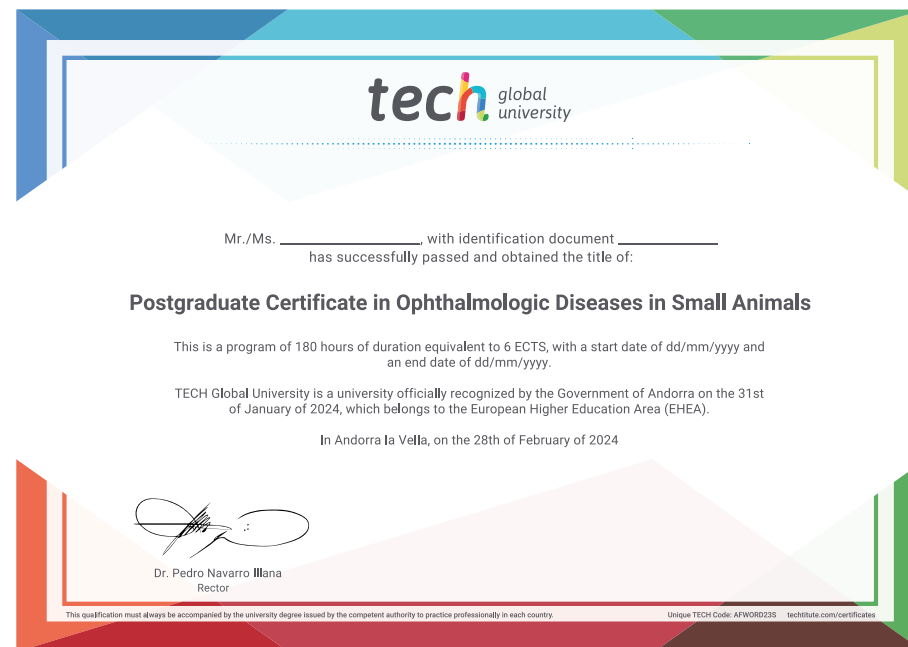 tech global university
Mr./Ms. ____________________, with identification document ______________
has successfully passed and obtained the title of:
Postgraduate Certificate in Ophthalmologic Diseases in Small Animals
This is a program of 180 hours of duration equivalent to 6 ECTS, with a start date of dd/mm/yyyy and
an end date of dd/mm/yyyy.
TECH Global University is a university officially recognized by the Government of Andorra on the 31st
of January of 2024, which belongs to the European Higher Education Area (EHEA).
In Andorra la Vella, on the 28th of February of 2024
Dr. Pedro Navarro Illana
Rector
This qualification must always be accompanied by the university degree issued by the competent authority to practice professionally in each country.
Unique TECH Code: AFWORD23S techtitute.com/certificates